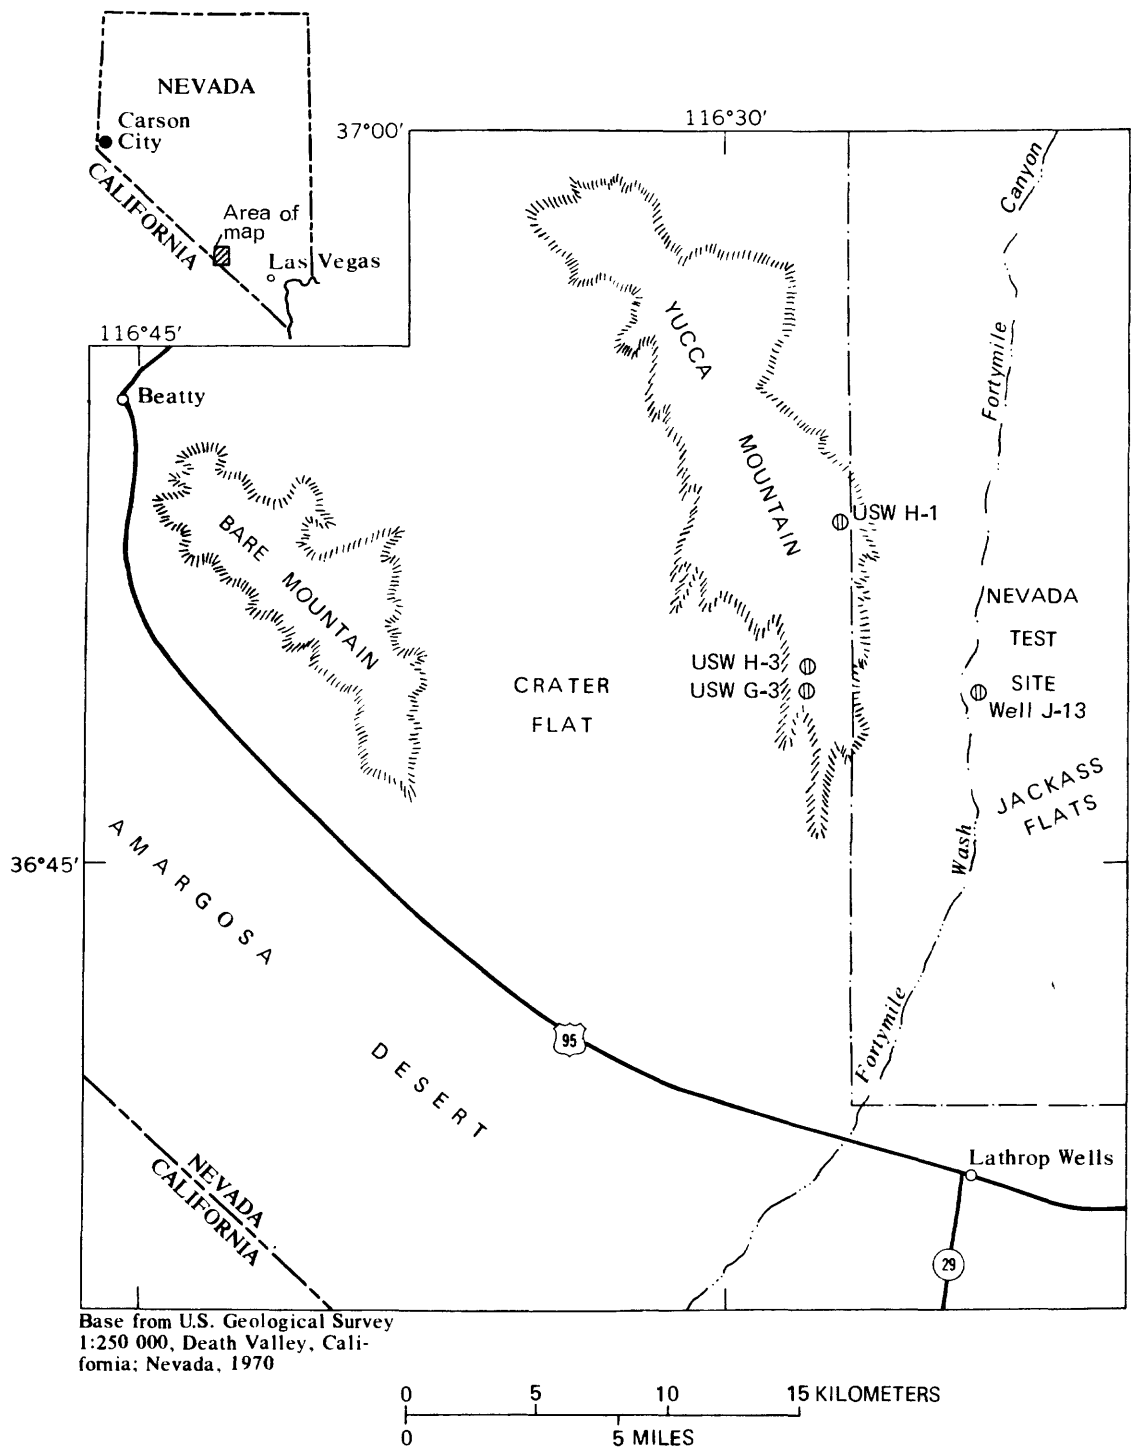 NEVADA
Carson
City
CALIFORNIA
Area of
map
Las Vegas
116°30'
37°00'
116°45'
Beatty
BARE MOUNTAIN
YUCCA MOUNTAIN
Canyon
Fortymile
USW H-1
NEVADA
TEST
SITE
Well J-13
USW H-3
USW G-3
CRATER
FLAT
JACKASS
FLATS
36°45'
Wash
Fortymile
AMARGOSA
DESERT
95
Lathrop Wells
29
NEVADA
CALIFORNIA
Base from U.S. Geological Survey
1:250 000, Death Valley, Cali-
fornia; Nevada, 1970
0 5 10 15 KILOMETERS
0 5 MILES